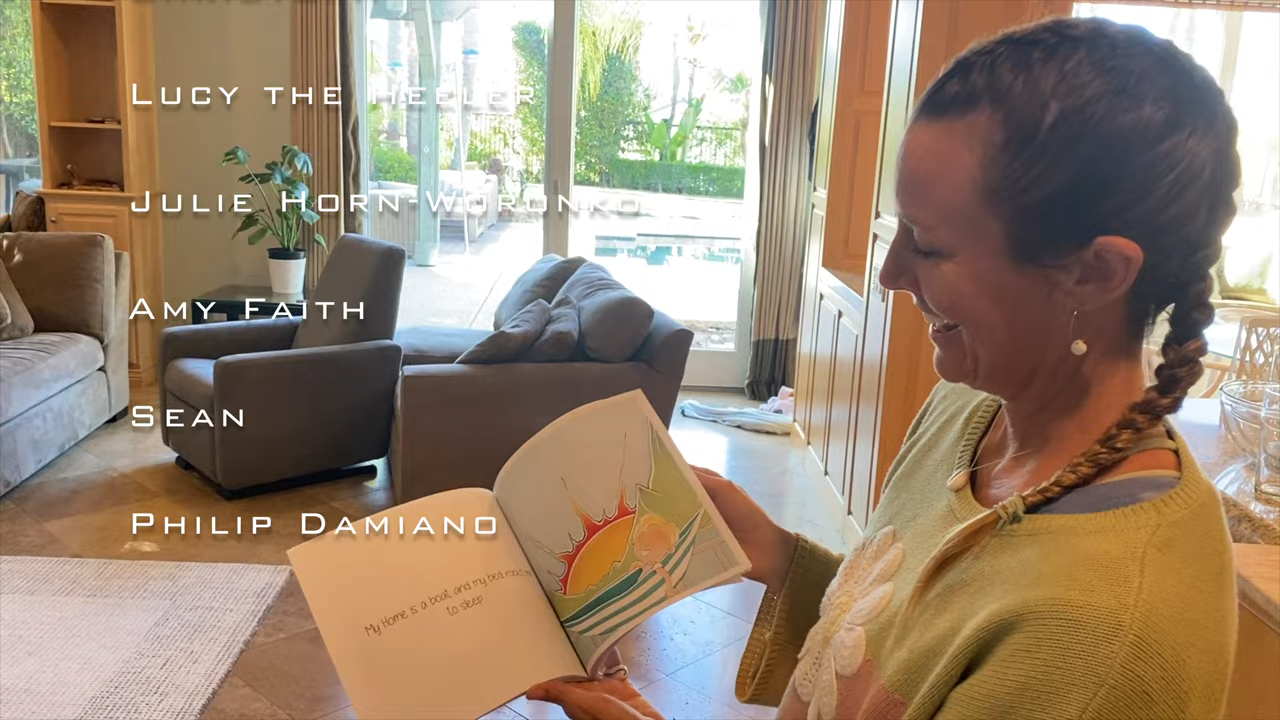 Lucy the Heeler
Julie Horn-Woronko
Amy Faith
Sean
Philip Damiano
My Home is a boat, and my bed rocks me
to sleep